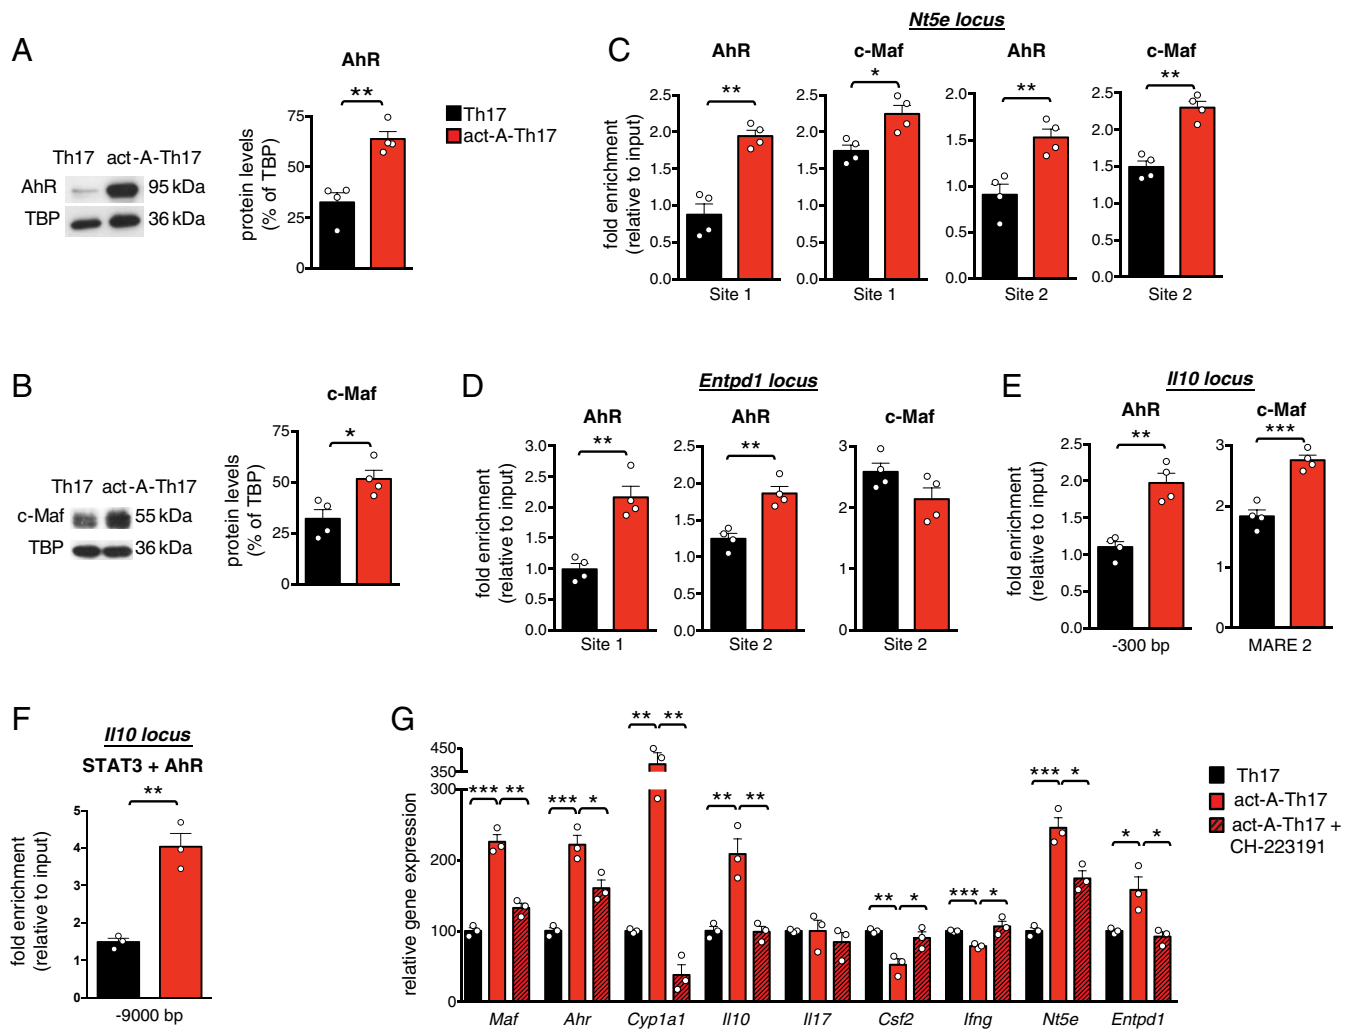 A
AhR
**
75
50
25
0
protein levels
(% of TBP)
Th17 act-A-Th17
AhR 95 kDa
TBP 36 kDa
Th17
act-A-Th17
C
Nt5e locus
AhR
**
2.5
2.0
1.5
1.0
0.5
0.0
fold enrichment
(relative to input)
Site 1
c-Maf
*
2.5
2.0
1.5
1.0
0.5
0.0
Site 1
AhR
**
2.0
1.5
1.0
0.5
0.0
Site 2
c-Maf
**
2.5
2.0
1.5
1.0
0.5
0.0
Site 2
B
c-Maf
*
75
50
25
0
protein levels
(% of TBP)
Th17 act-A-Th17
c-Maf 55 kDa
TBP 36 kDa
D
Entpd1 locus
AhR
**
3.0
2.5
2.0
1.5
1.0
0.5
0.0
fold enrichment
(relative to input)
Site 1
AhR
**
2.5
2.0
1.5
1.0
0.5
0.0
Site 2
c-Maf
3
2
1
0
Site 2
E
Il10 locus
AhR
**
2.5
2.0
1.5
1.0
0.5
0.0
fold enrichment
(relative to input)
-300 bp
c-Maf
***
3
2
1
0
MARE 2
F
Il10 locus
STAT3 + AhR
**
5
4
3
2
1
0
fold enrichment
(relative to input)
-9000 bp
G
450
350
300
200
100
0
relative gene expression
*** **
*** *
** **
** **
** *
*** *
*** *
* *
Maf Ahr Cyp1a1 Il10 Il17 Csf2 Ifng Nt5e Entpd1
Th17
act-A-Th17
act-A-Th17 +
CH-223191